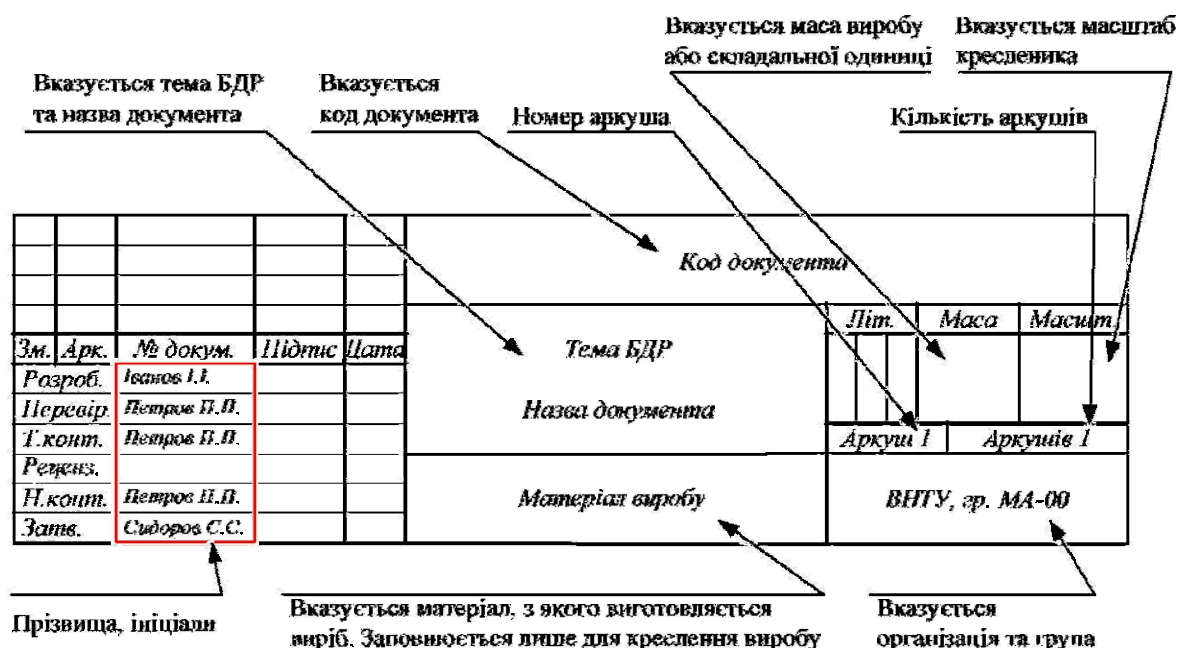 Вказується маса виробу
або складальної одиниці
Вказується масштаб
кресленика
Вказується тема БДР
та назва документа
Вказується
код документа
Номер аркуша
Кількість аркушів
Код документа
Літ. Маса Масшт.
Зм. Арк. № докум. Підпис Дата
Тема БДР
Розроб. Іванов І.І.
Перевір. Петров П.П.
Назва документа
Т.конт. Петров П.П.
Аркуш 1 Аркушів 1
Реценз.
Н.конт. Петров П.П.
Матеріал виробу
ВНТУ, гр. МА-00
Затв. Сидоров С.С.
Прізвища, ініціали
Вказується матеріал, з якого виготовляється
виріб. Заповнюється лише для креслення виробу
Вказується
організація та група